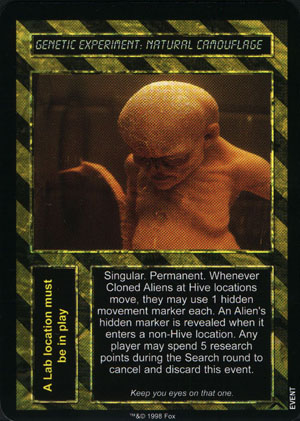 GENETIC EXPERIMENT: NATURAL CAMOUFLAGE
A Lab location must
be in play
Singular. Permanent. Whenever
Cloned Aliens at Hive locations
move, they may use 1 hidden
movement marker each. An Alien's
hidden marker is revealed when it
enters a non-Hive location. Any
player may spend 5 research
points during the Search round to
cancel and discard this event.
Keep you eyes on that one.
™&© 1998 Fox
EVENT